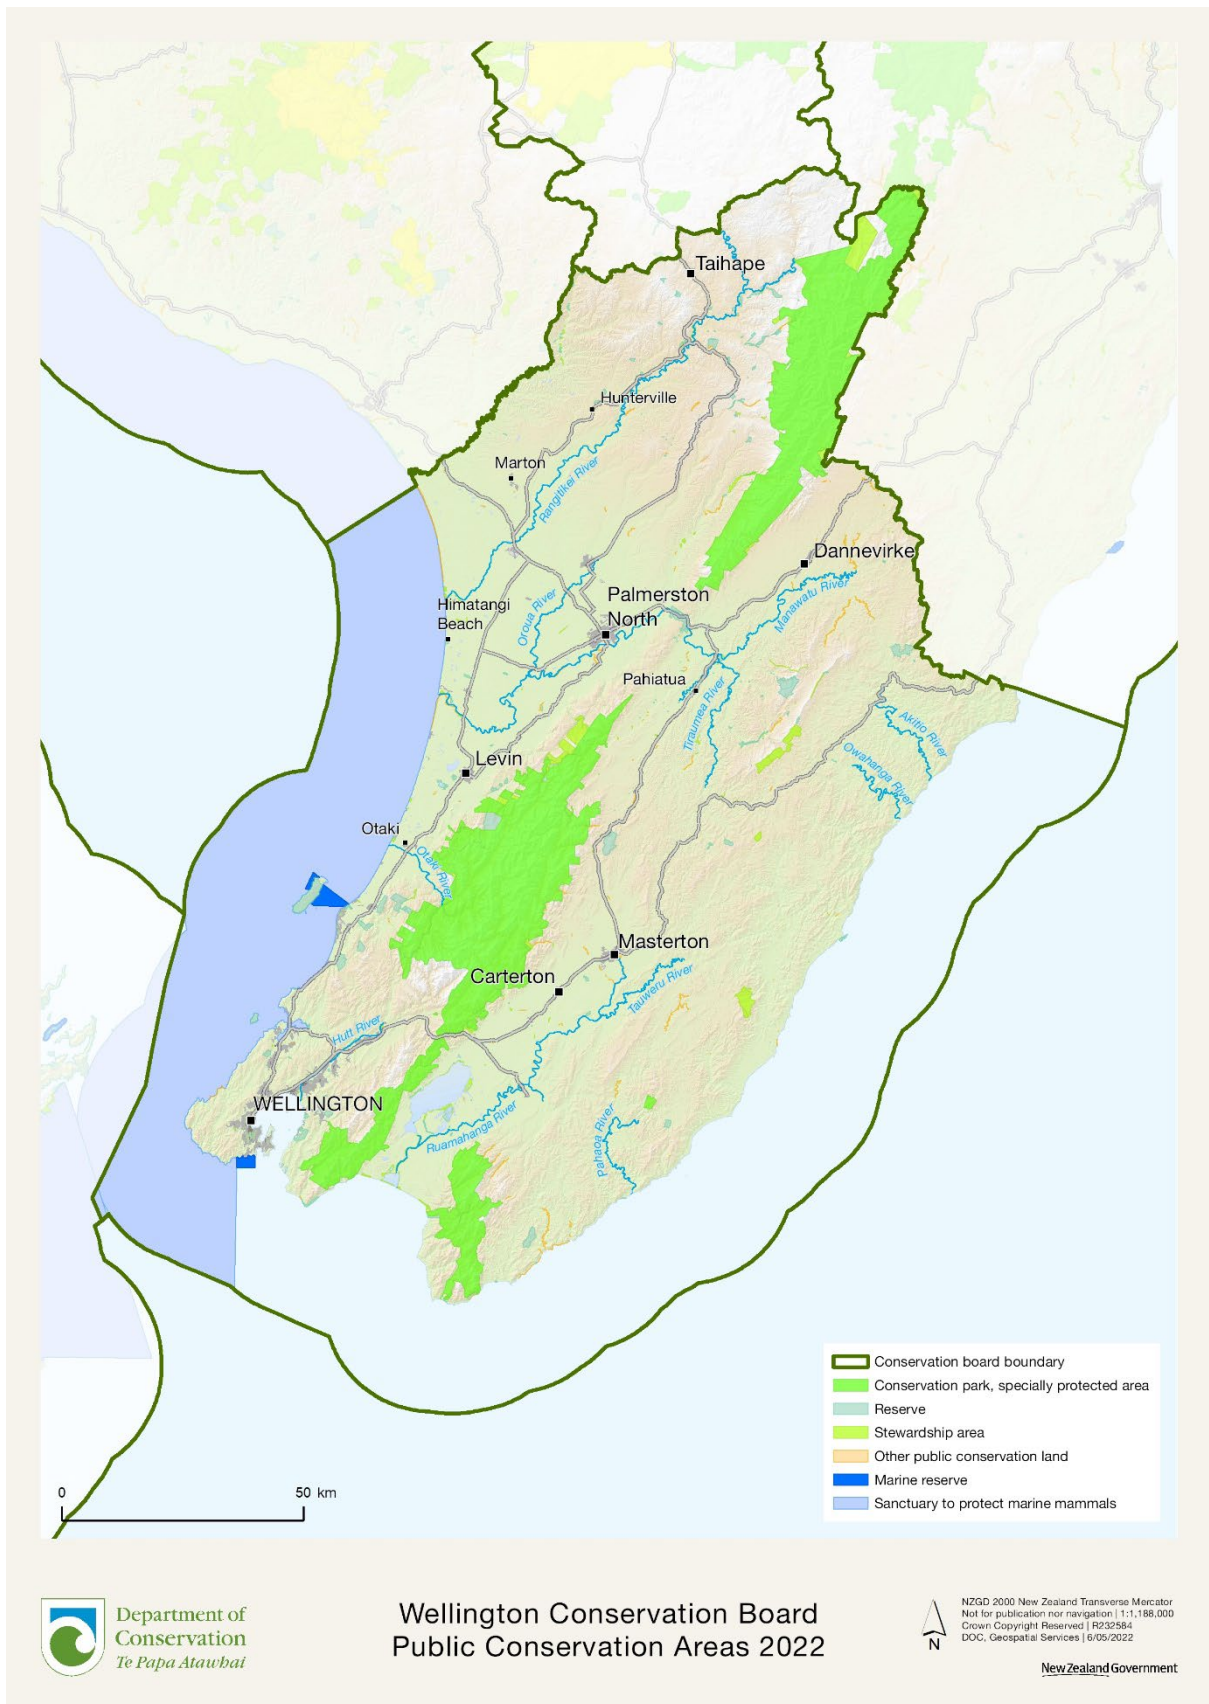 Taihape
Hunterville
Marton
Rangitikei River
Dannevirke
Himatangi
Beach
Oroua River
Palmerston
North
Manawatu River
Pahiatua
Tiraumea River
Akitio River
Owahanga River
Levin
Otaki
Otaki River
Masterton
Carterton
Tauweru River
Hutt River
WELLINGTON
Ruamahanga River
Pahaoa River
Conservation board boundary
Conservation park, specially protected area
Reserve
Stewardship area
Other public conservation land
Marine reserve
Sanctuary to protect marine mammals
0 50 km
Department of
Conservation
Te Papa Atawhai
Wellington Conservation Board
Public Conservation Areas 2022
N
NZGD 2000 New Zealand Transverse Mercator
Not for publication nor navigation | 1:1,188,000
Crown Copyright Reserved | R232584
DOC, Geospatial Services | 6/05/2022
New Zealand Government